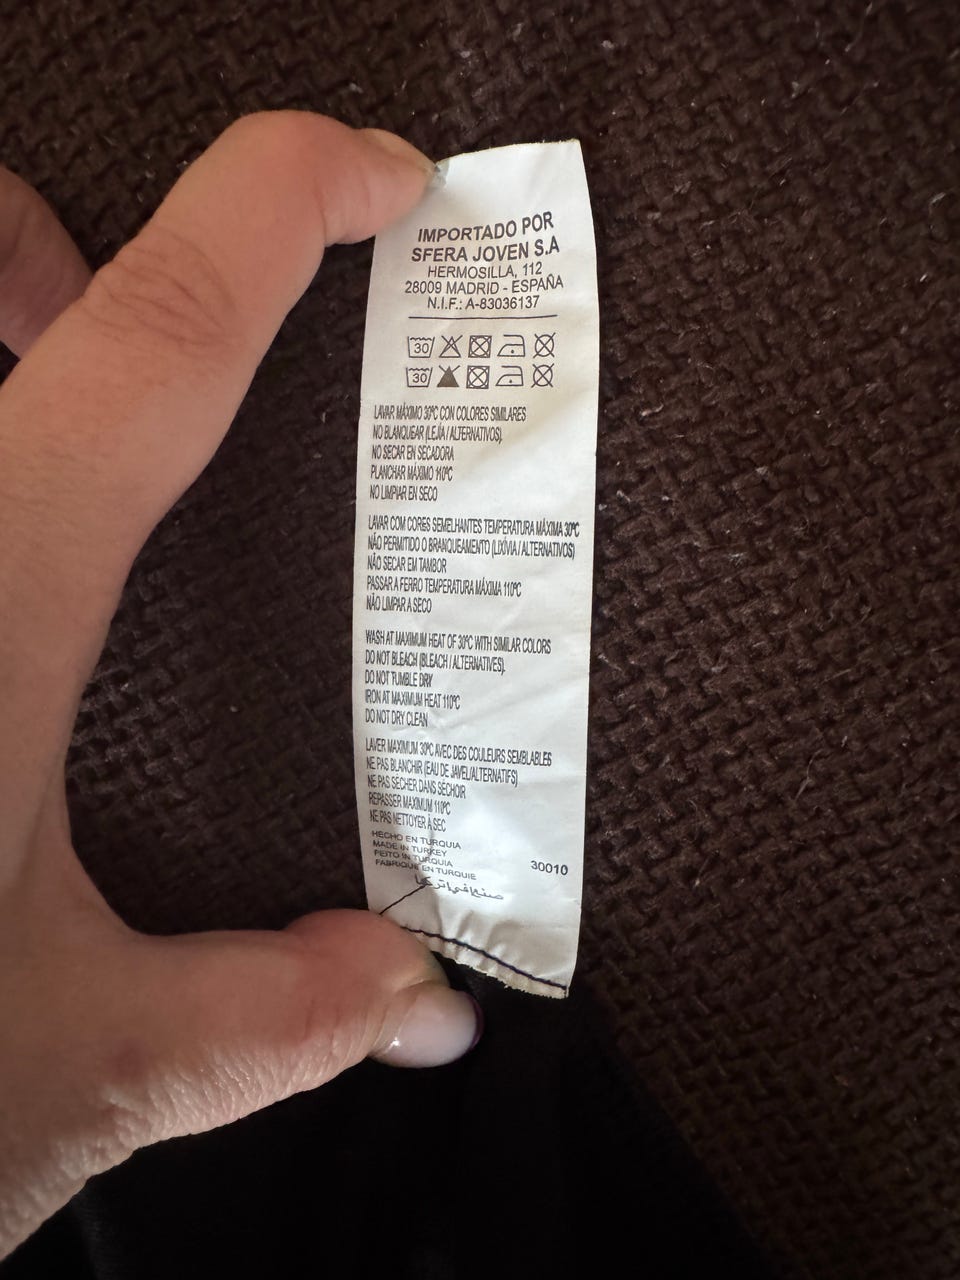 IMPORTADO POR
SFERA JOVEN S.A
HERMOSILLA, 112
28009 MADRID - ESPAÑA
N.I.F.: A-83036137
30
30
LAVAR MÁXIMO 30ºC CON COLORES SIMILARES
NO BLANQUEAR (LEJÍA / ALTERNATIVOS).
NO SECAR EN SECADORA
PLANCHAR MÁXIMO 110ºC
NO LIMPIAR EN SECO
LAVAR COM CORES SEMELHANTES TEMPERATURA MÁXIMA 30ºC
NÃO PERMITIDO O BRANQUEAMENTO (LIXÍVIA / ALTERNATIVOS)
NÃO SECAR EM TAMBOR
PASSAR A FERRO TEMPERATURA MÁXIMA 110ºC
NÃO LIMPAR A SECO
WASH AT MAXIMUM HEAT OF 30ºC WITH SIMILAR COLORS
DO NOT BLEACH (BLEACH / ALTERNATIVES).
DO NOT TUMBLE DRY
IRON AT MAXIMUM HEAT 110ºC
DO NOT DRY CLEAN
LAVER MAXIMUM 30ºC AVEC DES COULEURS SEMBLABLES
NE PAS BLANCHIR (EAU DE JAVEL/ALTERNATIFS)
NE PAS SÉCHER DANS SÉCHOIR
REPASSER MAXIMUM 110ºC
NE PAS NETTOYER À SEC
HECHO EN TURQUIA
MADE IN TURKEY
FEITO IN TURQUIA
FABRIQUE EN TURQUIE
30010
صنع في تركيا